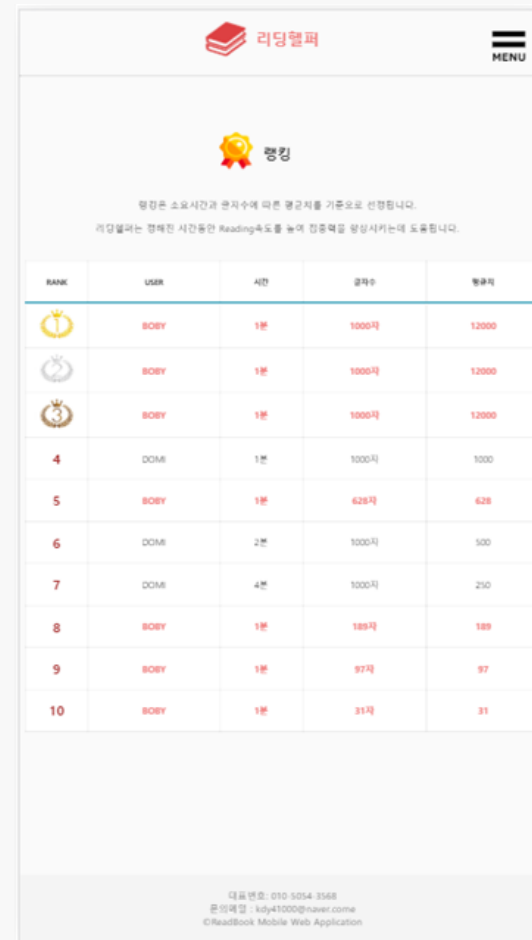 리딩헬퍼
MENU
랭킹
랭킹은 소요시간과 글자수에 따른 평균치를 기준으로 선정됩니다.
리딩헬퍼는 정해진 시간동안 Reading속도를 높여 집중력을 향상시키는데 도움됩니다.
RANK USER 시간 글자수 평균치
1 BOBY 1분 1000자 12000
2 BOBY 1분 1000자 12000
3 BOBY 1분 1000자 12000
4 DOMI 1분 1000자 1000
5 BOBY 1분 628자 628
6 DOMI 2분 1000자 500
7 DOMI 4분 1000자 250
8 BOBY 1분 189자 189
9 BOBY 1분 97자 97
10 BOBY 1분 31자 31
대표번호: 010-5054-3568
문의메일 : kdy41000@naver.come
©ReadBook Mobile Web Application